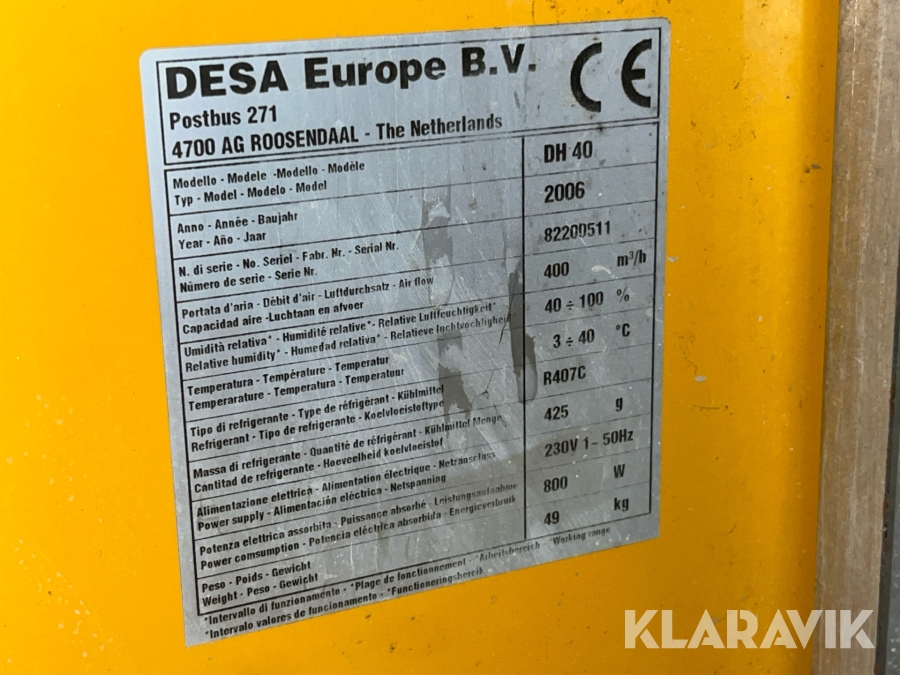 DESA Europe B.V. CE
Postbus 271
4700 AG ROOSENDAAL - The Netherlands
Modello - Modele -Modello - Modèle
Typ - Model - Modelo - Model
DH 40
Anno - Année - Baujahr
Year - Año - Jaar
2006
N. di serie - No. Seriel - Fabr. Nr. - Serial Nr.
Número de serie - Serie Nr.
82200511
Portata d'aria - Débit d'air - Luftdurchsatz - Air flow
Capacidad aire -Luchtaan en afvoer
400 m³/h
Umidità relativa* - Humidité relative* - Relative Luftfeuchtigkeit*
Relative humidity* - Humedad relativa* - Relatieve luchtvochtigheid*
40 ÷ 100 %
Temperatura - Température - Temperatur
Temperarature - Temperatura - Temperatuur
3 ÷ 40 °C
Tipo di refrigerante - Type de réfrigérant - Kühlmittel
Refrigerant - Tipo de refrigerante - Koelvloeistoftype
R407C
Massa di refrigerante - Quantité de refrigérant - Kühlmittel Menge
Cantitad de refrigerante - Hoeveelheid koelvloeistof
425 g
Alimentazione elettrica - Alimentation électrique - Netzanschluss
Power supply - Alimentación eléctrica - Netspanning
230V 1~ 50Hz
Potenza elettrica assorbita - Puissance absorbé - Leistungsaufnahme
Power consumption - Potencia eléctrica absorbida - Energieverbruik
800 W
Peso - Poids - Gewicht
Weight - Peso - Gewicht
49 kg
*Intervallo di funzionamento - *Plage de fonctionnement - *Arbeitsbereich - *Working range
*Intervalo valores de funcionamento - *Functioneringsbereik
KLARAVIK